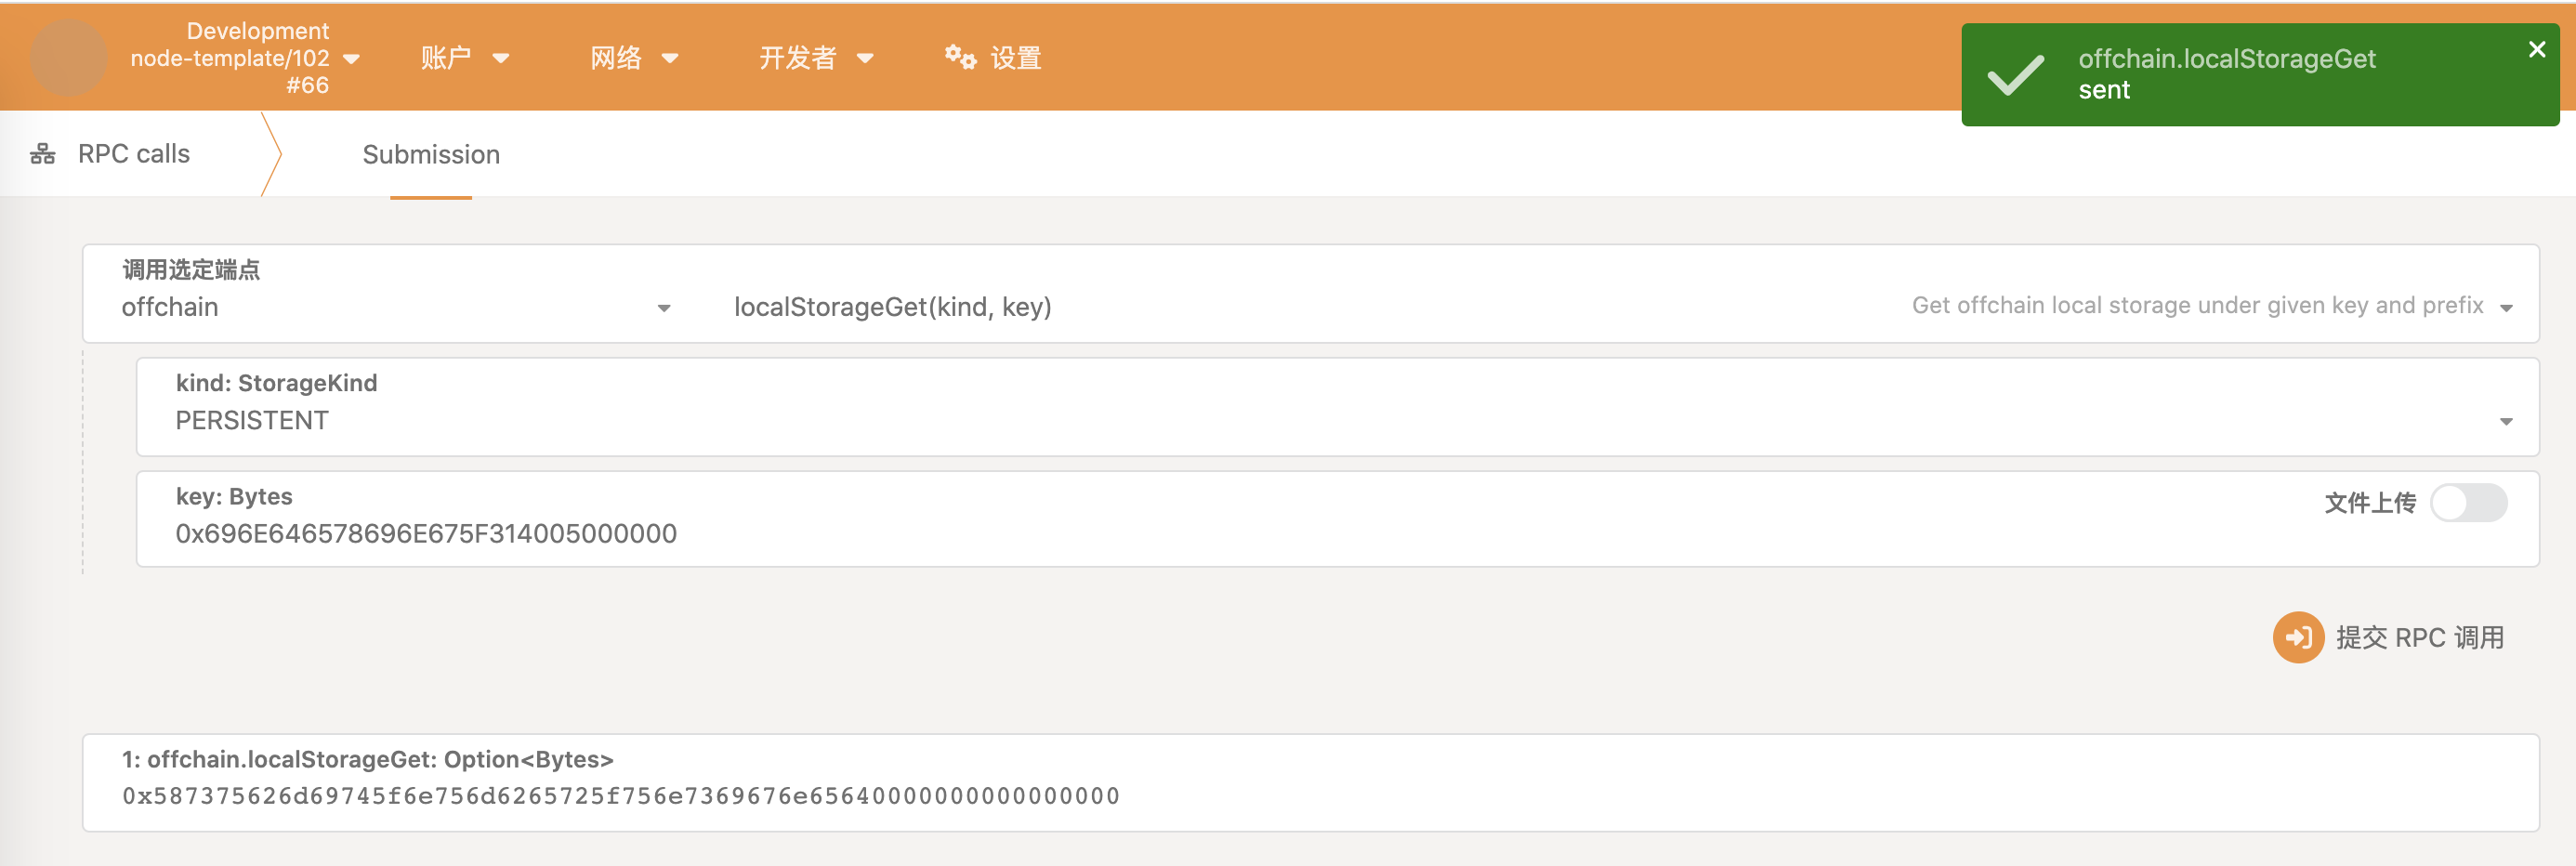 Development
node-template/102
#66
账户
网络
开发者
设置
offchain.localStorageGet
sent
RPC calls
Submission
调用选定端点
offchain
localStorageGet(kind, key)
Get offchain local storage under given key and prefix
kind: StorageKind
PERSISTENT
key: Bytes
0x696E646578696E675F314005000000
文件上传
提交 RPC 调用
1: offchain.localStorageGet: Option<Bytes>
0x587375626d69745f6e756d6265725f756e7369676e65640000000000000000